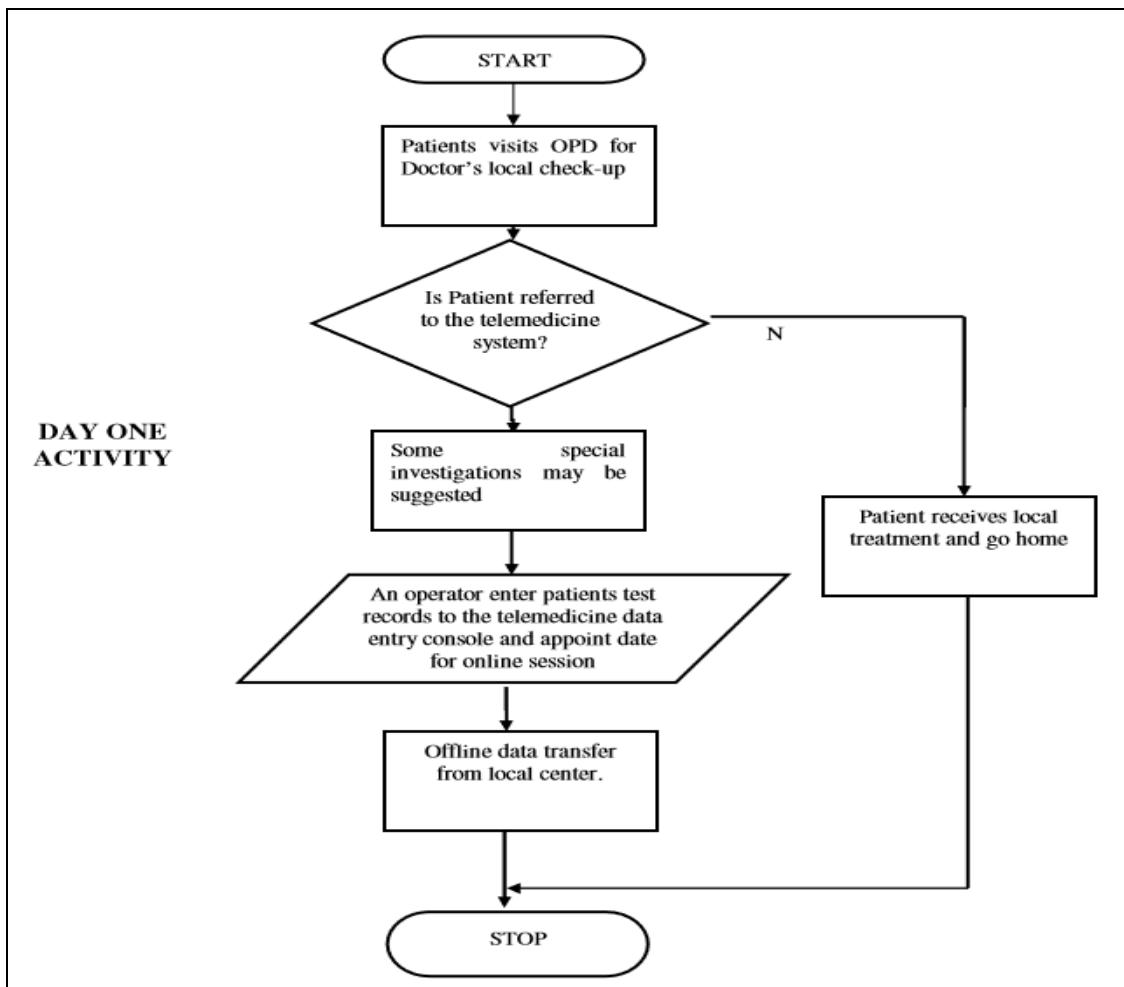 START
Patients visits OPD for
Doctor's local check-up
Is Patient referred
to the telemedicine
system?
N
DAY ONE
ACTIVITY
Some special
investigations may be
suggested
Patient receives local
treatment and go home
An operator enter patients test
records to the telemedicine data
entry console and appoint date
for online session
Offline data transfer
from local center.
STOP